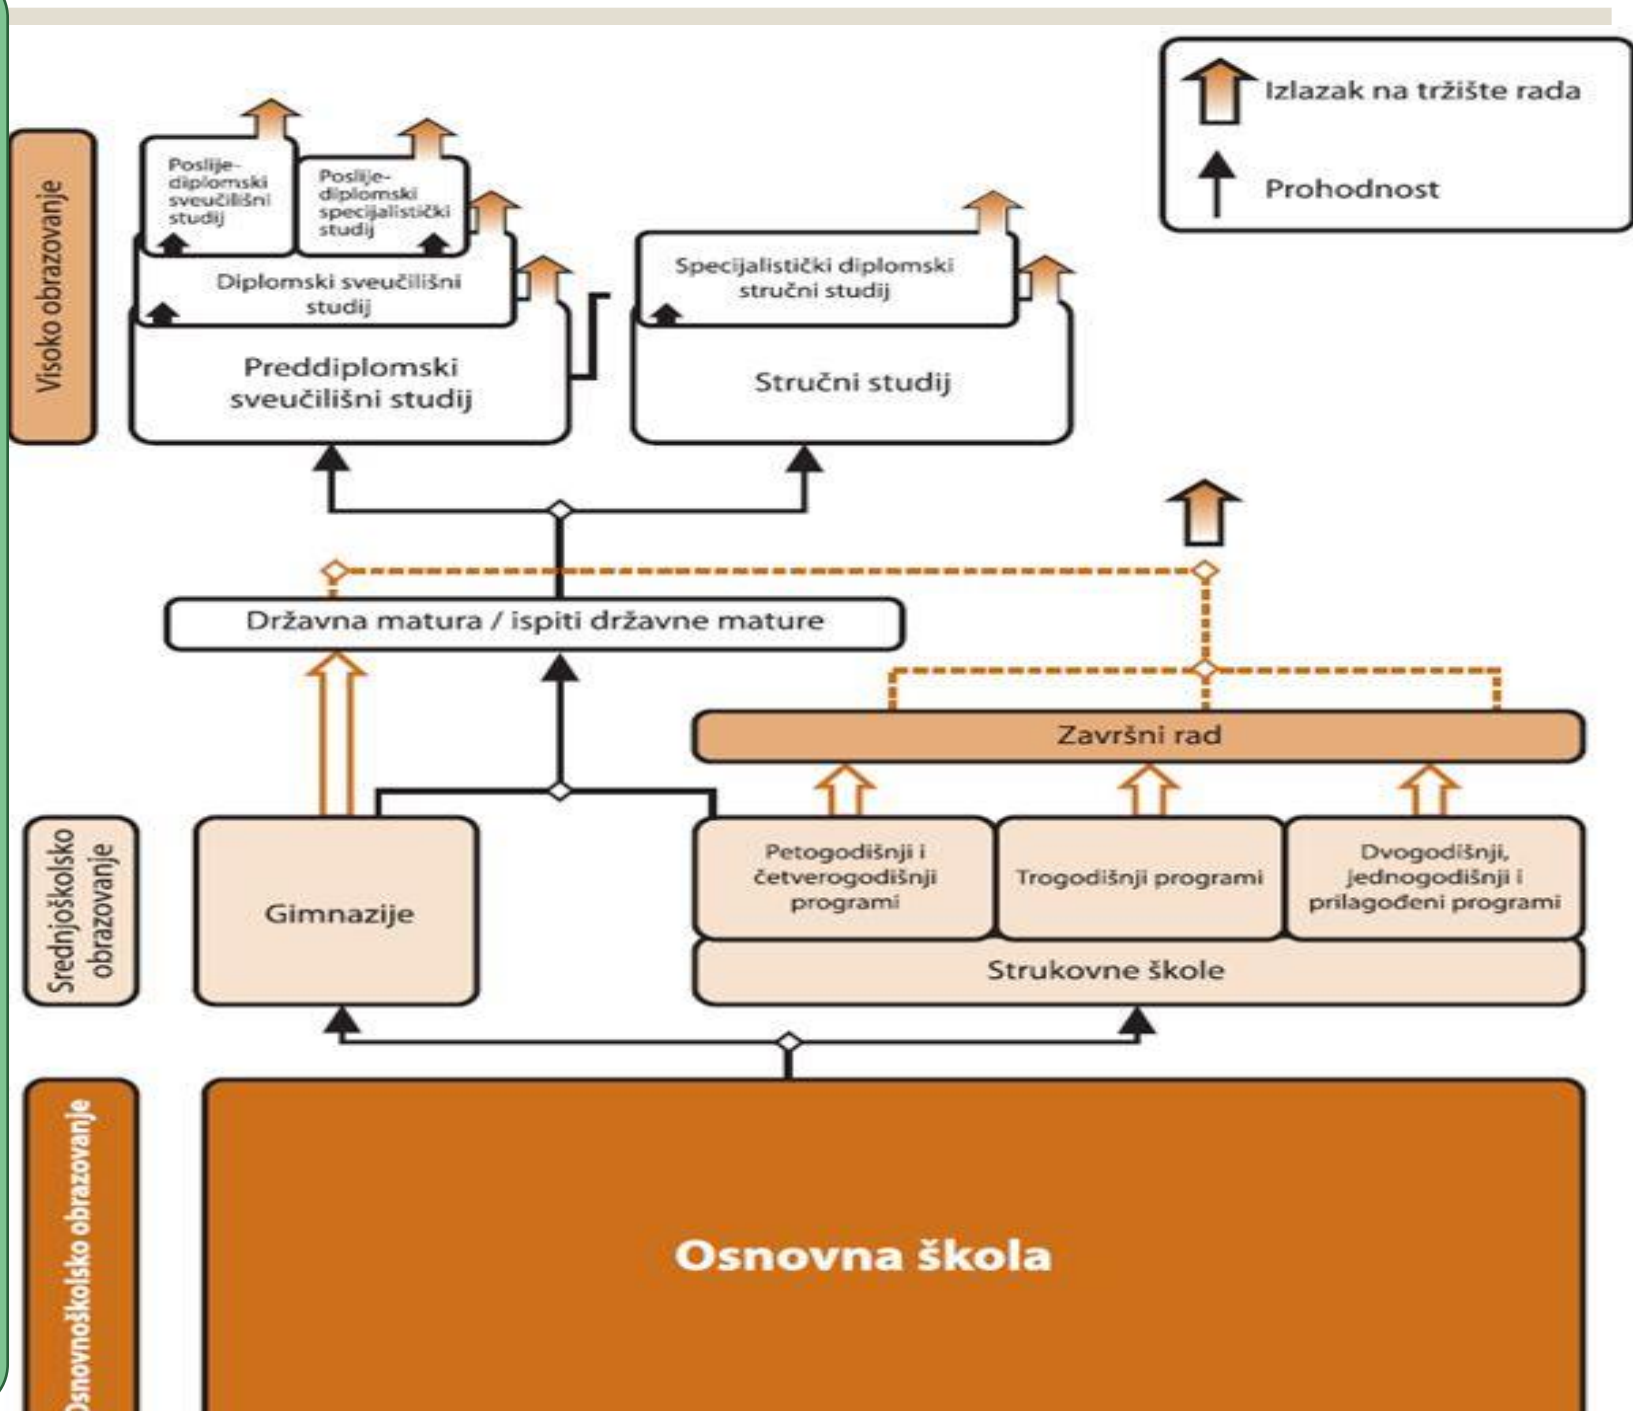 Izlazak na tržište rada
Prohodnost
Visoko obrazovanje
Poslije-
diplomski
sveučilišni
studij
Poslije-
diplomski
specijalistički
studij
Diplomski sveučilišni
studij
Preddiplomski
sveučilišni studij
Specijalistički diplomski
stručni studij
Stručni studij
Državna matura / ispiti državne mature
Završni rad
Srednjoškolsko
obrazovanje
Gimnazije
Petogodišnji i
četverogodišnji
programi
Trogodišnji programi
Dvogodišnji,
jednogodišnji i
prilagođeni programi
Strukovne škole
Osnovnoškolsko obrazovanje
Osnovna škola